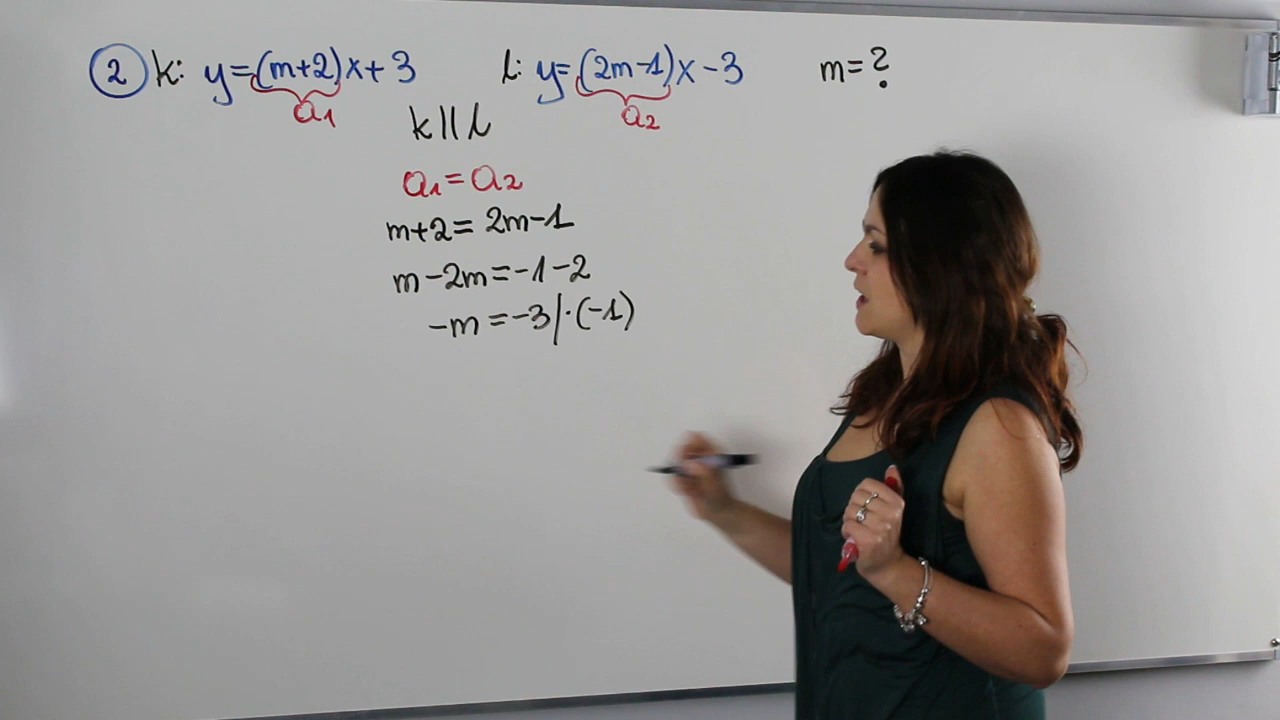 ② k: y=(m+2)x+3 l: y=(2m-1)x-3 m=?
a₁ a₂
k||l
a₁=a₂
m+2=2m-1
m-2m=-1-2
-m=-3/·(-1)